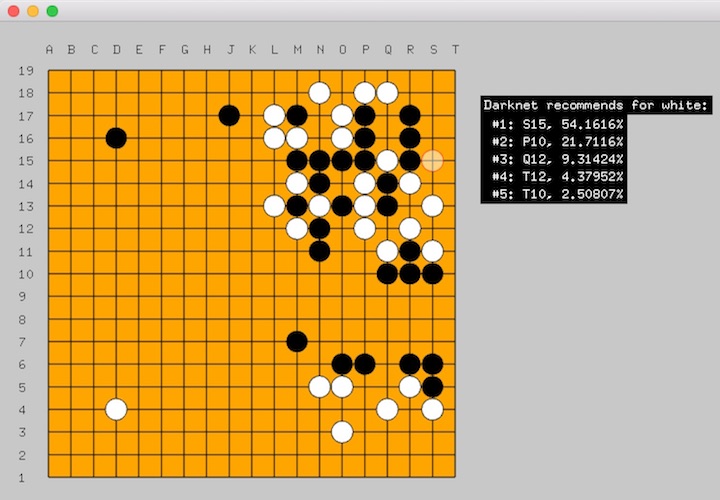 A B C D E F G H J K L M N O P Q R S T
19
18
Darknet recommends for white:
17
#1: S15, 54.1616%
16
#2: P10, 21.7116%
15
#3: Q12, 9.31424%
#4: T12, 4.37952%
14
#5: T10, 2.50807%
13
12
11
10
9
8
7
6
5
4
3
2
1